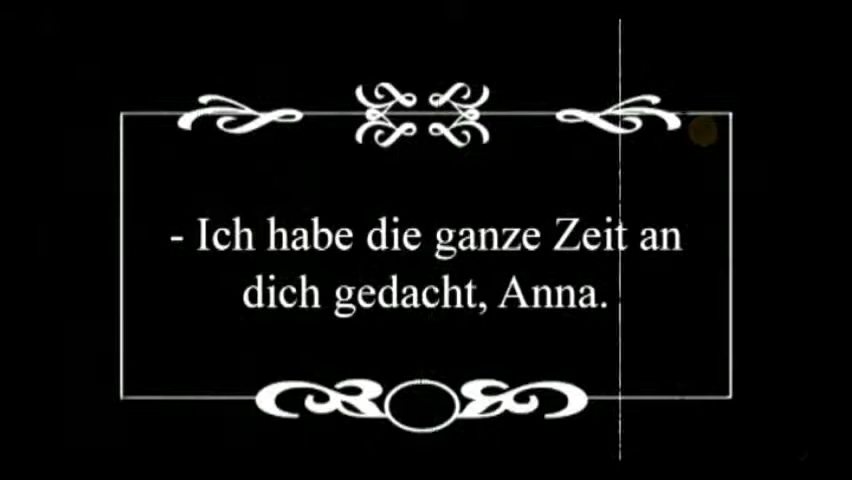 - Ich habe die ganze Zeit an
dich gedacht, Anna.